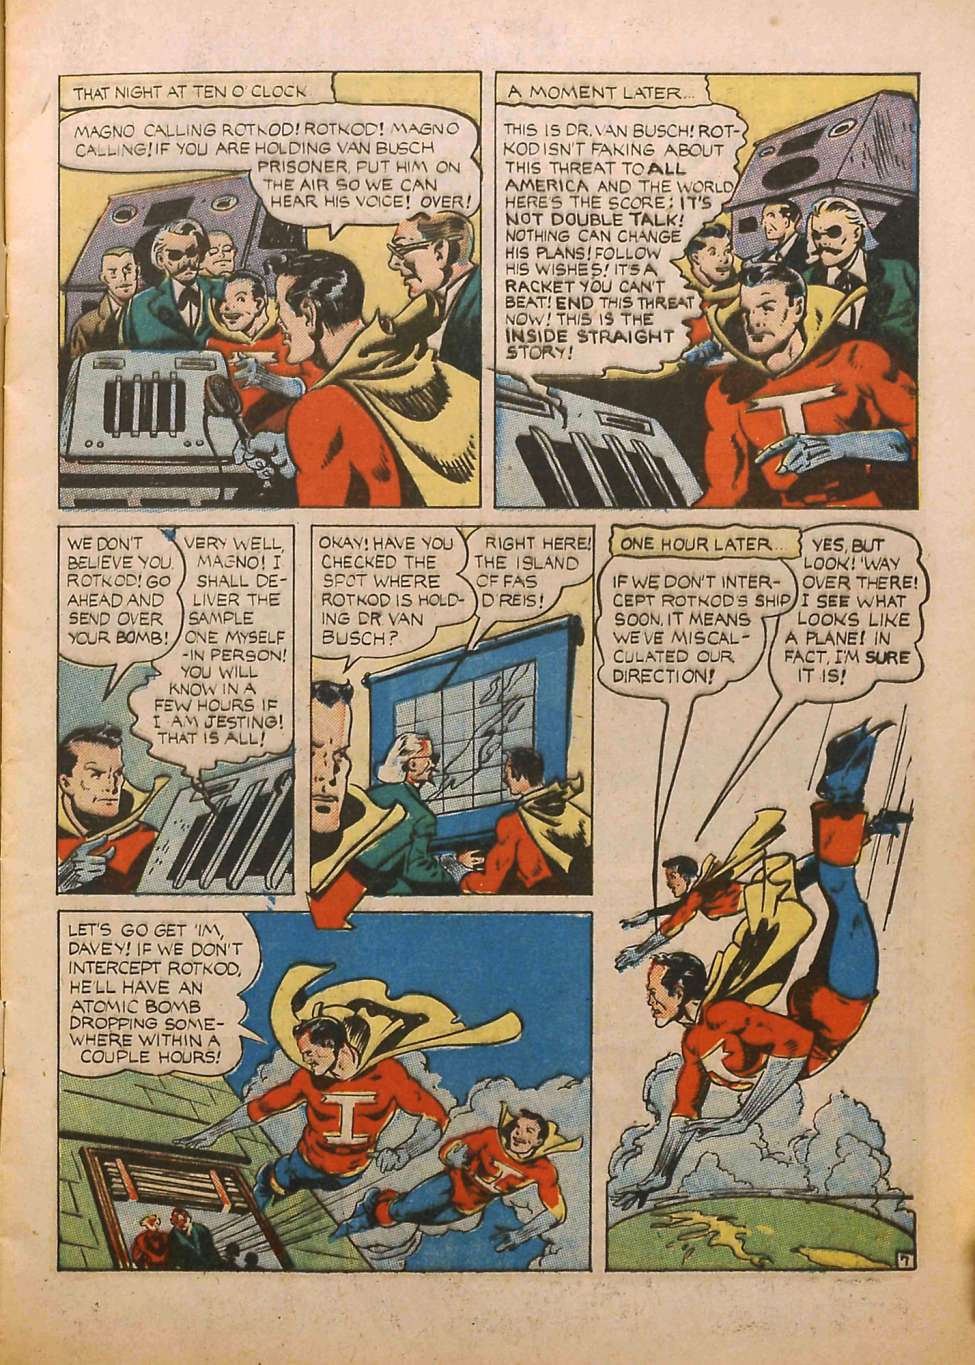 THAT NIGHT AT TEN O'CLOCK
MAGNO CALLING ROTKOD! ROTKOD! MAGNO
CALLING! IF YOU ARE HOLDING VAN BUSCH
PRISONER, PUT HIM ON
THE AIR SO WE CAN
HEAR HIS VOICE! OVER!
A MOMENT LATER...
THIS IS DR. VAN BUSCH! ROT-
KOD ISN'T FAKING ABOUT
THIS THREAT TO ALL
AMERICA AND THE WORLD
HERE'S THE SCORE: IT'S
NOT DOUBLE TALK!
NOTHING CAN CHANGE
HIS PLANS! FOLLOW
HIS WISHES! ITS A
RACKET YOU CAN'T
BEAT! END THIS THREAT
NOW! THIS IS THE
INSIDE STRAIGHT
STORY!
T
WE DON'T
BELIEVE YOU,
ROTKOD! GO
AHEAD AND
SEND OVER
YOUR BOMB!
VERY WELL,
MAGNO! I
SHALL DE-
LIVER THE
SAMPLE
ONE MYSELF
-IN PERSON!
YOU WILL
KNOW IN A
FEW HOURS IF
I AM JESTING!
THAT IS ALL!
OKAY! HAVE YOU
CHECKED THE
SPOT WHERE
ROTKOD IS HOLD-
ING DR. VAN
BUSCH?
RIGHT HERE!
THE ISLAND
OF FAS
D'REIS!
ONE HOUR LATER...
IF WE DON'T INTER-
CEPT ROTKOD'S SHIP
SOON, IT MEANS
WE'VE MISCAL-
CULATED OUR
DIRECTION!
YES, BUT
LOOK! 'WAY
OVER THERE!
I SEE WHAT
LOOKS LIKE
A PLANE! IN
FACT, I'M SURE
IT IS!
LET'S GO GET 'IM,
DAVEY! IF WE DON'T
INTERCEPT ROTKOD,
HE'LL HAVE AN
ATOMIC BOMB
DROPPING SOME-
WHERE WITHIN A
COUPLE HOURS!
I
7